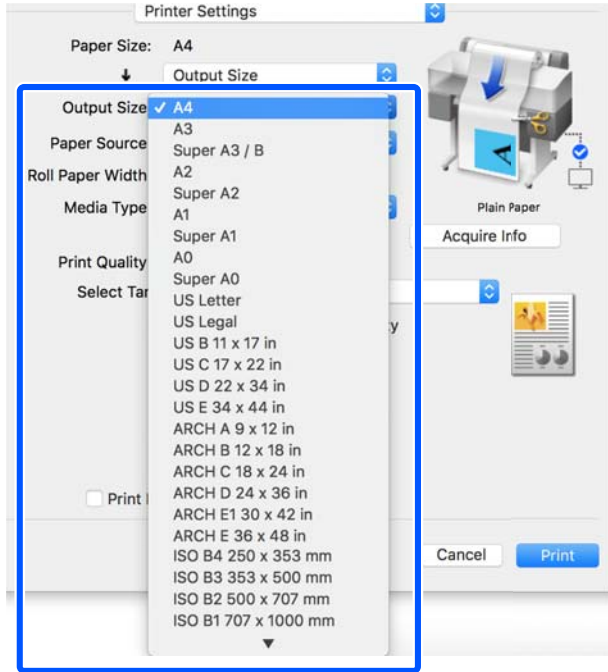 Printer Settings
Paper Size: A4
Output Size
Output Size ✓ A4
A3
Paper Source
Super A3 / B
A2
Roll Paper Width
Super A2
Media Type
A1
Plain Paper
Super A1
Acquire Info
A0
Print Quality
Super A0
Select Tar
US Letter
US Legal
y
US B 11 x 17 in
US C 17 x 22 in
US D 22 x 34 in
US E 34 x 44 in
ARCH A 9 x 12 in
ARCH B 12 x 18 in
ARCH C 18 x 24 in
ARCH D 24 x 36 in
Print
ARCH E1 30 x 42 in
ARCH E 36 x 48 in
ISO B4 250 x 353 mm
Cancel
Print
ISO B3 353 x 500 mm
ISO B2 500 x 707 mm
ISO B1 707 x 1000 mm